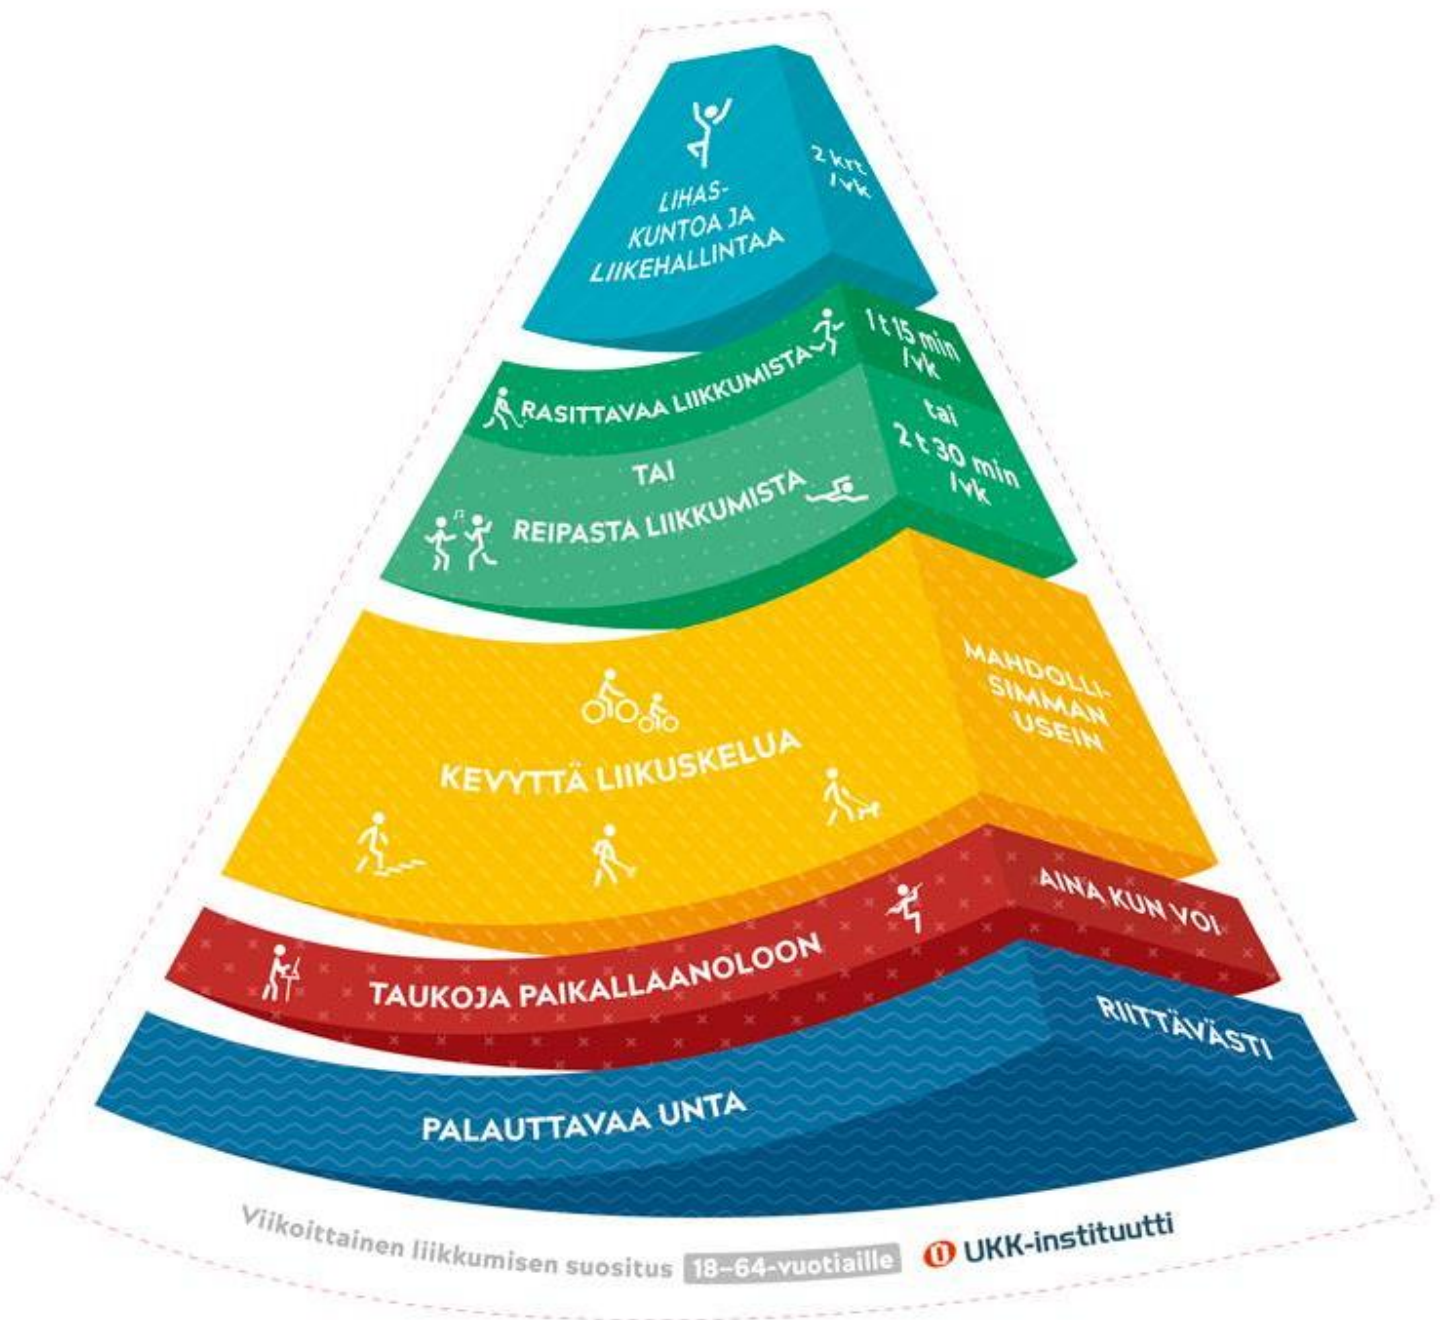 LIHAS-
KUNTOA JA
LIIKEHALLINTAA
2 krt
/vk
RASITTAVAA LIIKKUMISTA
1 t 15 min
/vk
TAI
tai
REIPASTA LIIKKUMISTA
2 t 30 min
/vk
KEVYTTÄ LIIKUSKELUA
MAHDOLLI-
SIMMAN
USEIN
TAUKOJA PAIKALLAANOLOON
AINA KUN VOI
PALAUTTAVAA UNTA
RIITTÄVÄSTI
Viikoittainen liikkumisen suositus 18–64-vuotiaille
UKK-instituutti